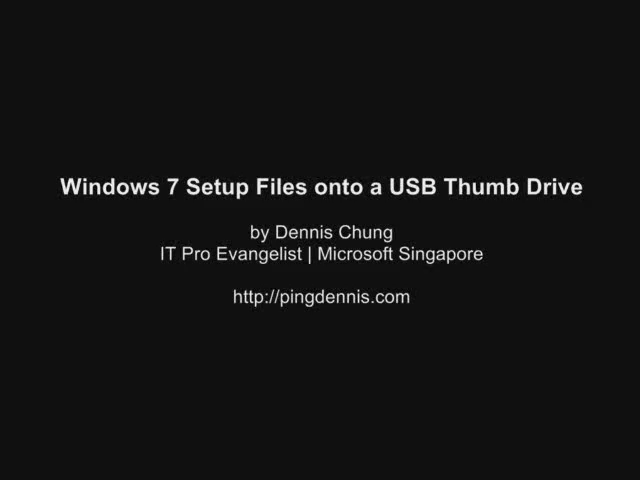 Windows 7 Setup Files onto a USB Thumb Drive
by Dennis Chung
IT Pro Evangelist | Microsoft Singapore
http://pingdennis.com